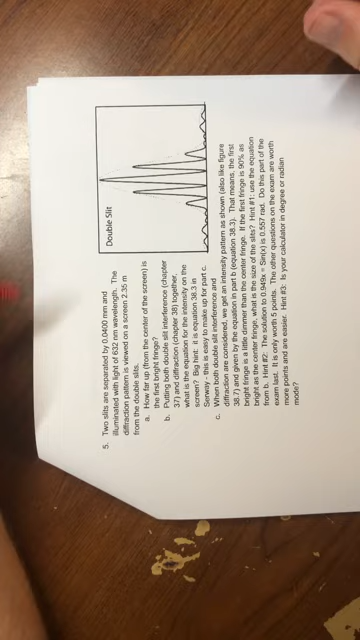 5. Two slits are separated by 0.0400 mm and
illuminated with light of 632 nm wavelength. The
diffraction pattern is viewed on a screen 2.35 m
from the double slits.
a. How far up (from the center of the screen) is
the first bright fringe?
b. Putting both double slit interference (chapter
37) and diffraction (chapter 38) together,
what is the equation for the intensity on the
screen? Big hint: it is equation 38.3 in
Serway - this is easy to make up for part c.
c. When both double slit interference and
diffraction are considered, we get an intensity pattern as shown (also like figure
38.7) and given by the equation in part b (equation 38.3). That means, the first
bright fringe is a little dimmer than the center fringe. If the first fringe is 90% as
bright as the center fringe, what is the size of the slits? Hint #1: use the equation
from b. Hint #2: The solution to 0.949x = Sin(x) is 0.557 rad. Do this part of the
exam last. It is only worth 5 points. The other questions on the exam are worth
more points and are easier. Hint #3: Is your calculator in degree or radian
mode?
Double Slit